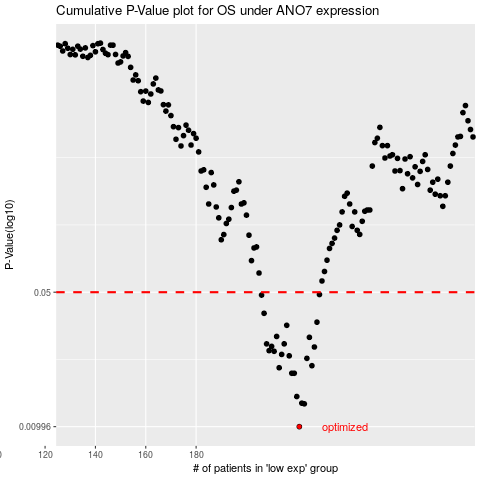 Cumulative P-Value plot for OS under ANO7 expression
P-Value(log10)
0.05
0.00996
optimized
0 120 140 160 180
# of patients in 'low exp' group